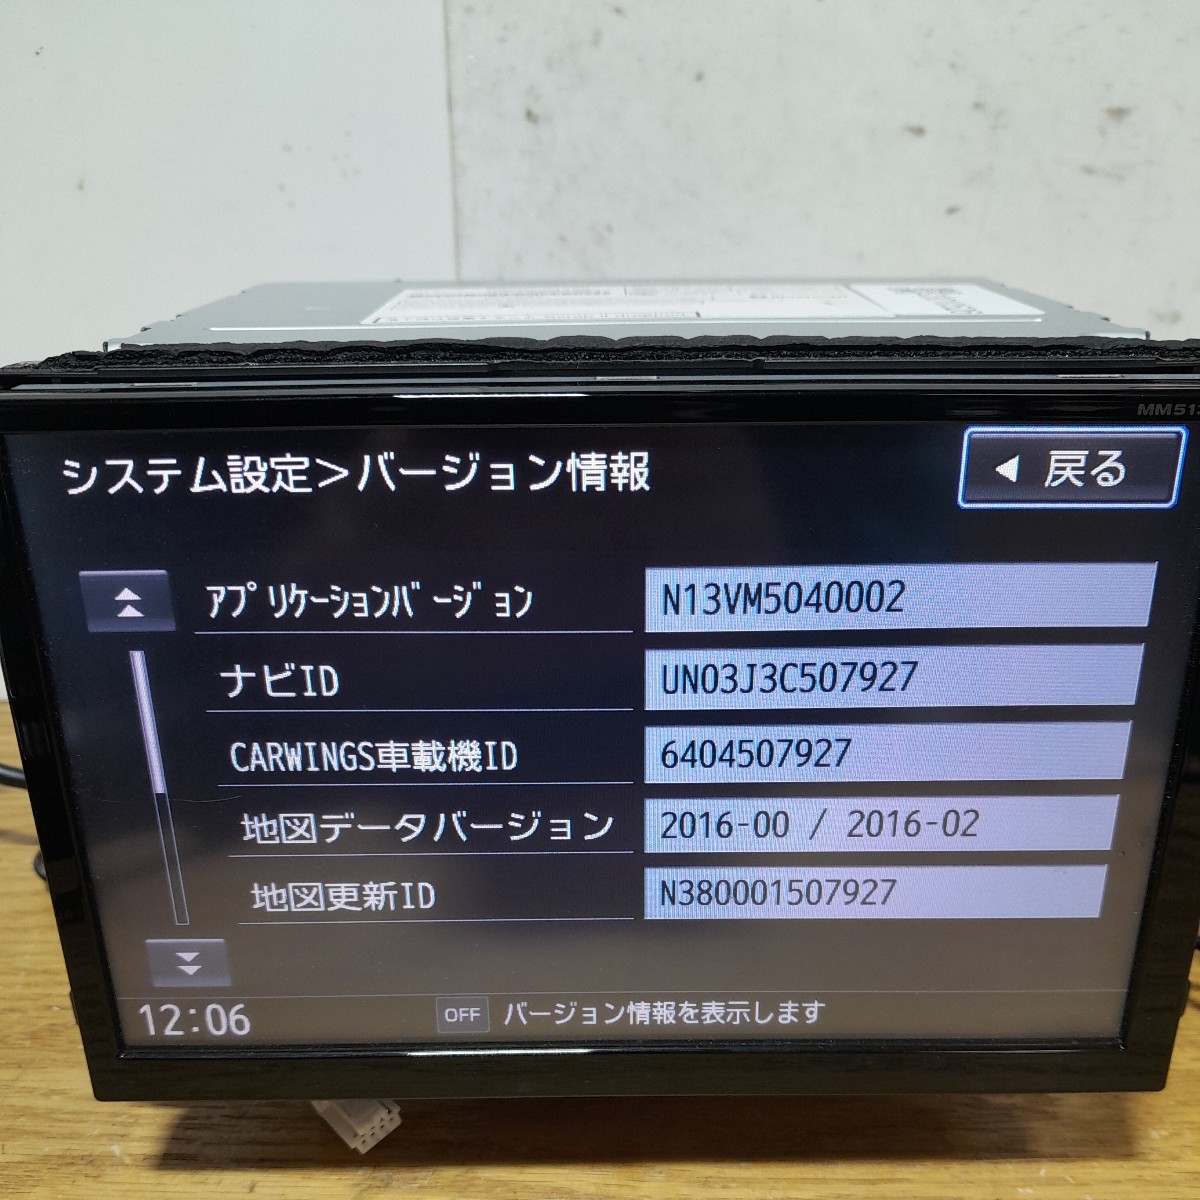 MM513
システム設定>バージョン情報
戻る
アプリケーションバージョン N13VM5040002
ナビID UN03J3C507927
CARWINGS車載機ID 6404507927
地図データバージョン 2016-00 / 2016-02
地図更新ID N380001507927
12:06 OFF バージョン情報を表示します